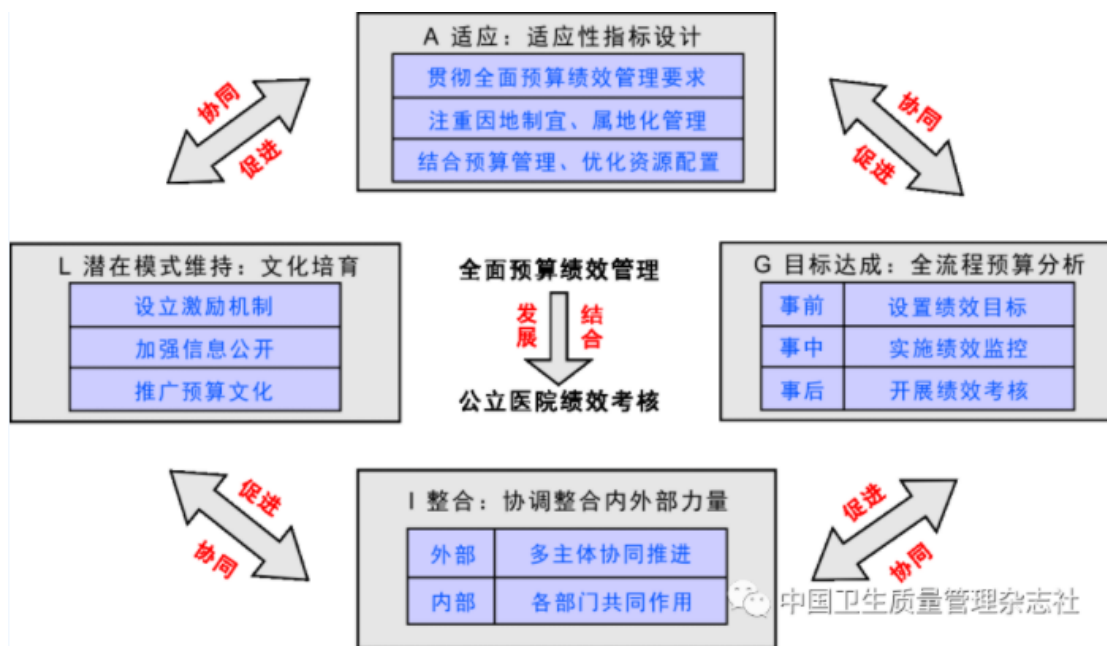 A 适应：适应性指标设计
贯彻全面预算绩效管理要求
注重因地制宜、属地化管理
结合预算管理、优化资源配置
协同
促进
协同
促进
L 潜在模式维持：文化培育
设立激励机制
加强信息公开
推广预算文化
全面预算绩效管理
发展 结合
公立医院绩效考核
G 目标达成：全流程预算分析
事前 设置绩效目标
事中 实施绩效监控
事后 开展绩效考核
促进
协同
促进
协同
I 整合：协调整合内外部力量
外部 多主体协同推进
内部 各部门共同作用
中国卫生质量管理杂志社